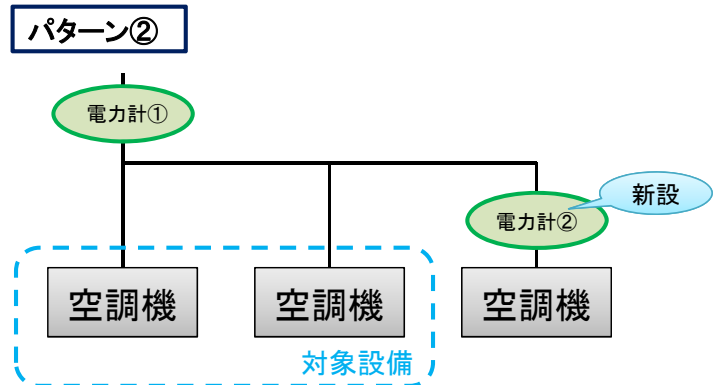 パターン②
電力計①
新設
電力計②
空調機
空調機
空調機
対象設備